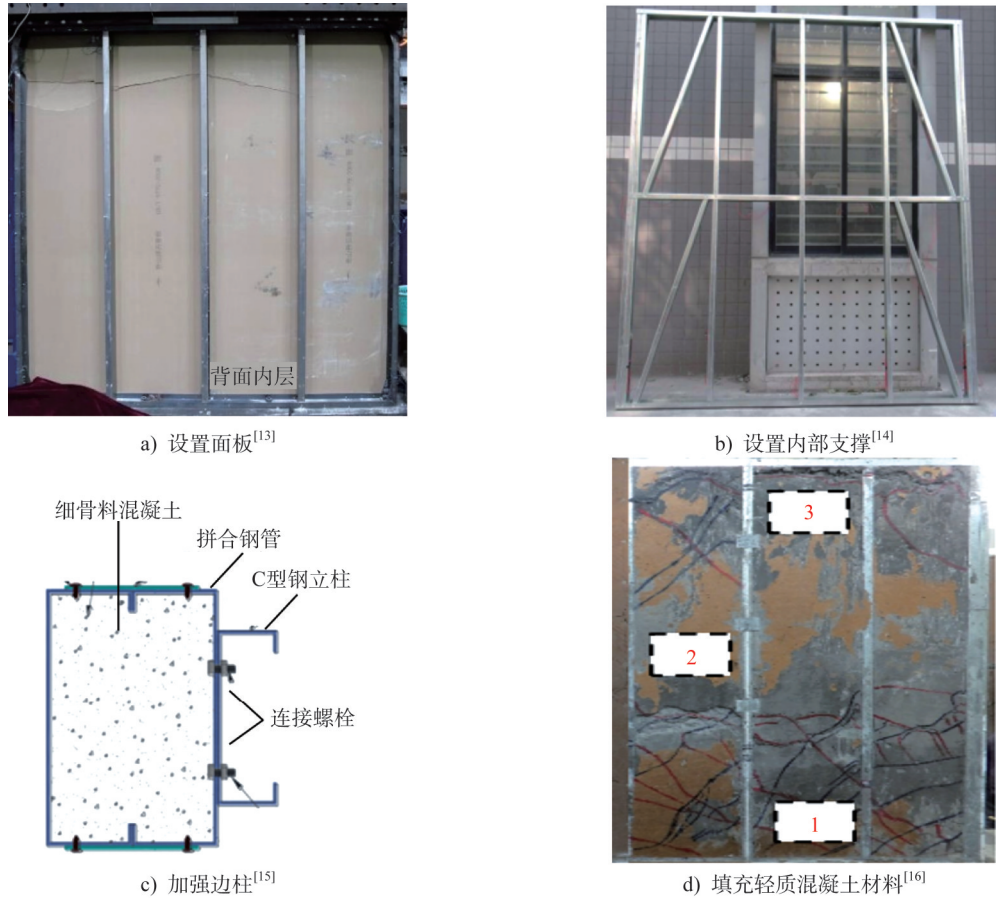 背面内层
a) 设置面板[13]
b) 设置内部支撑[14]
细骨料混凝土
拼合钢管
C型钢立柱
连接螺栓
c) 加强边柱[15]
3
2
1
d) 填充轻质混凝土材料[16]